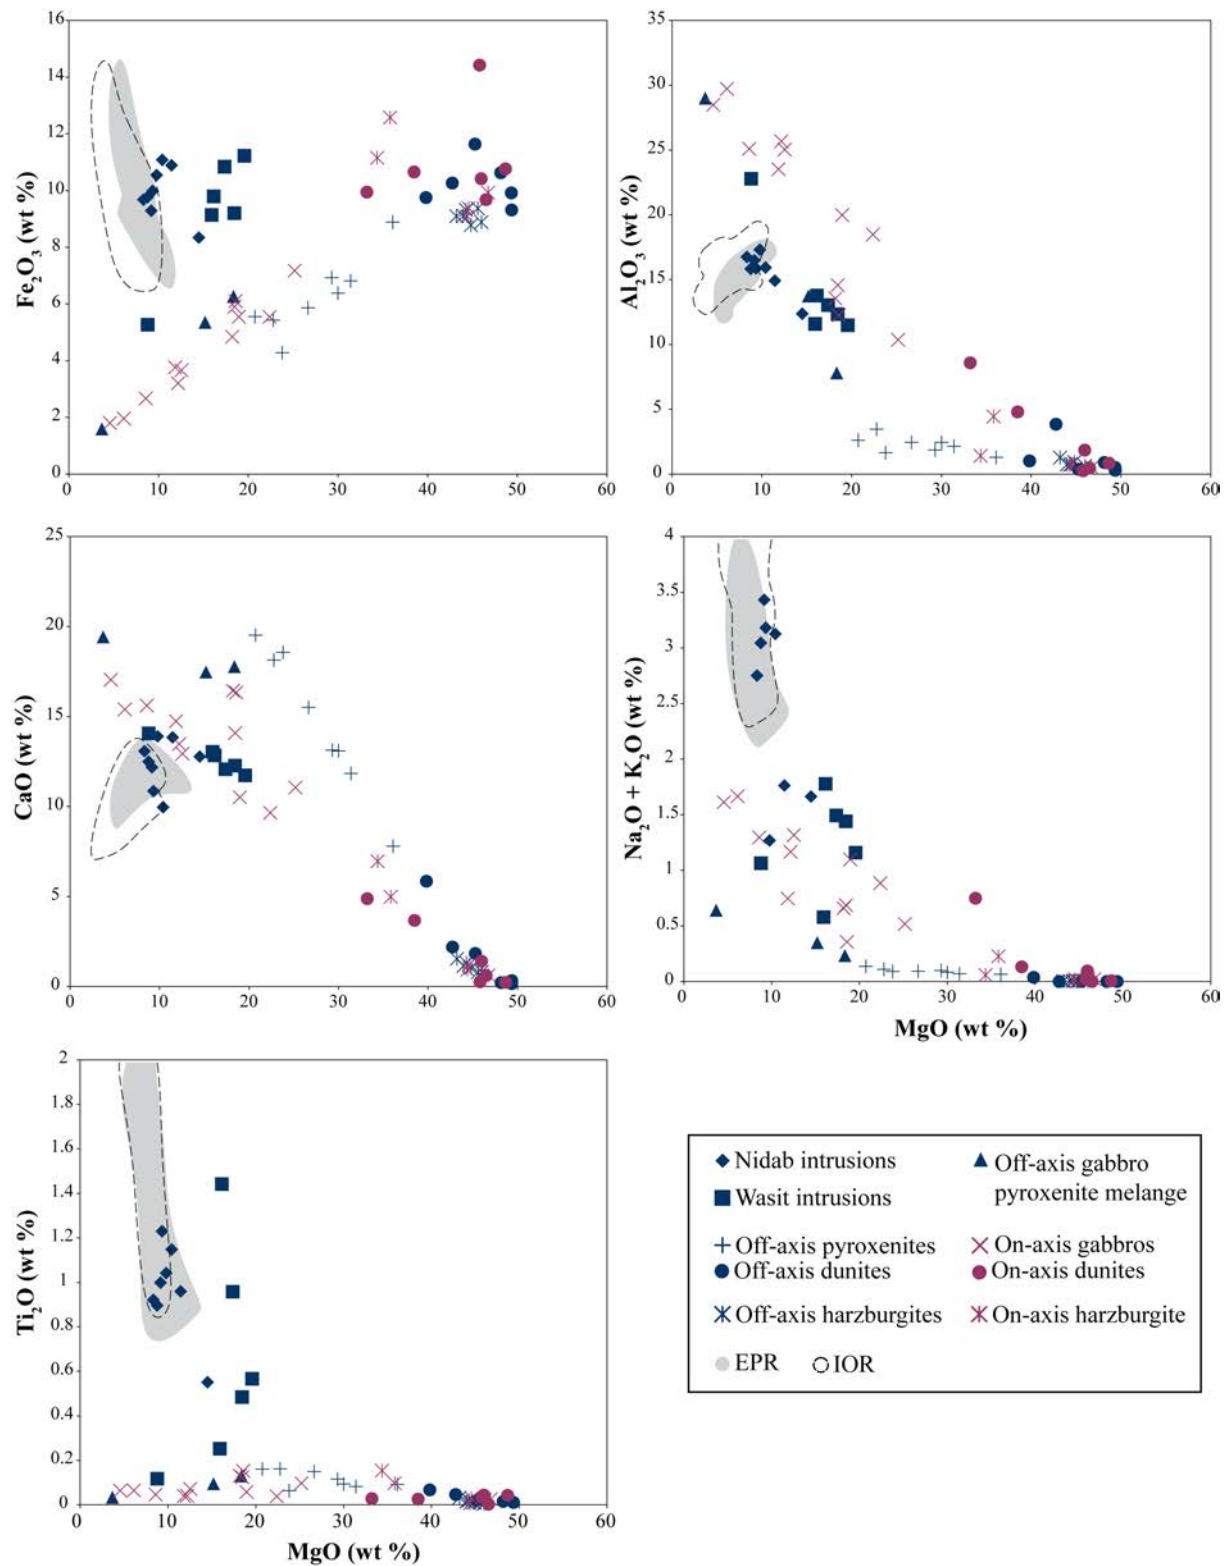 16
14
12
10
8
6
4
2
0
Fe2O3 (wt %)
0 10 20 30 40 50 60
35
30
25
20
15
10
5
0
Al2O3 (wt %)
0 10 20 30 40 50 60
25
20
15
10
5
0
CaO (wt %)
0 10 20 30 40 50 60
4
3.5
3
2.5
2
1.5
1
0.5
0
Na2O + K2O (wt %)
0 10 20 30 40 50 60
MgO (wt %)
2
1.8
1.6
1.4
1.2
1
0.8
0.6
0.4
0.2
0
Ti2O (wt %)
0 10 20 30 40 50 60
MgO (wt %)
Nidab intrusions
Wasit intrusions
Off-axis gabbro
pyroxenite melange
Off-axis pyroxenites
On-axis gabbros
Off-axis dunites
On-axis dunites
Off-axis harzburgites
On-axis harzburgite
EPR
IOR